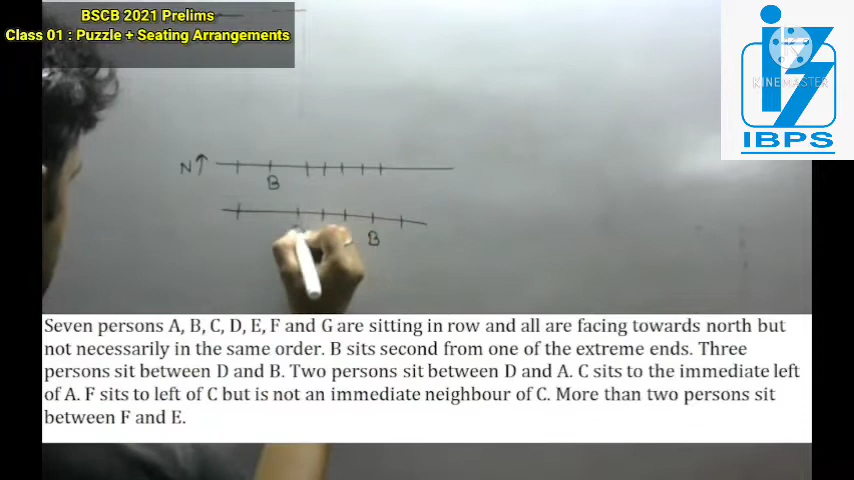 BSCB 2021 Prelims
Class 01 : Puzzle + Seating Arrangements
KINEMASTER
IBPS
N
B
B
Seven persons A, B, C, D, E, F and G are sitting in row and all are facing towards north but
not necessarily in the same order. B sits second from one of the extreme ends. Three
persons sit between D and B. Two persons sit between D and A. C sits to the immediate left
of A. F sits to left of C but is not an immediate neighbour of C. More than two persons sit
between F and E.